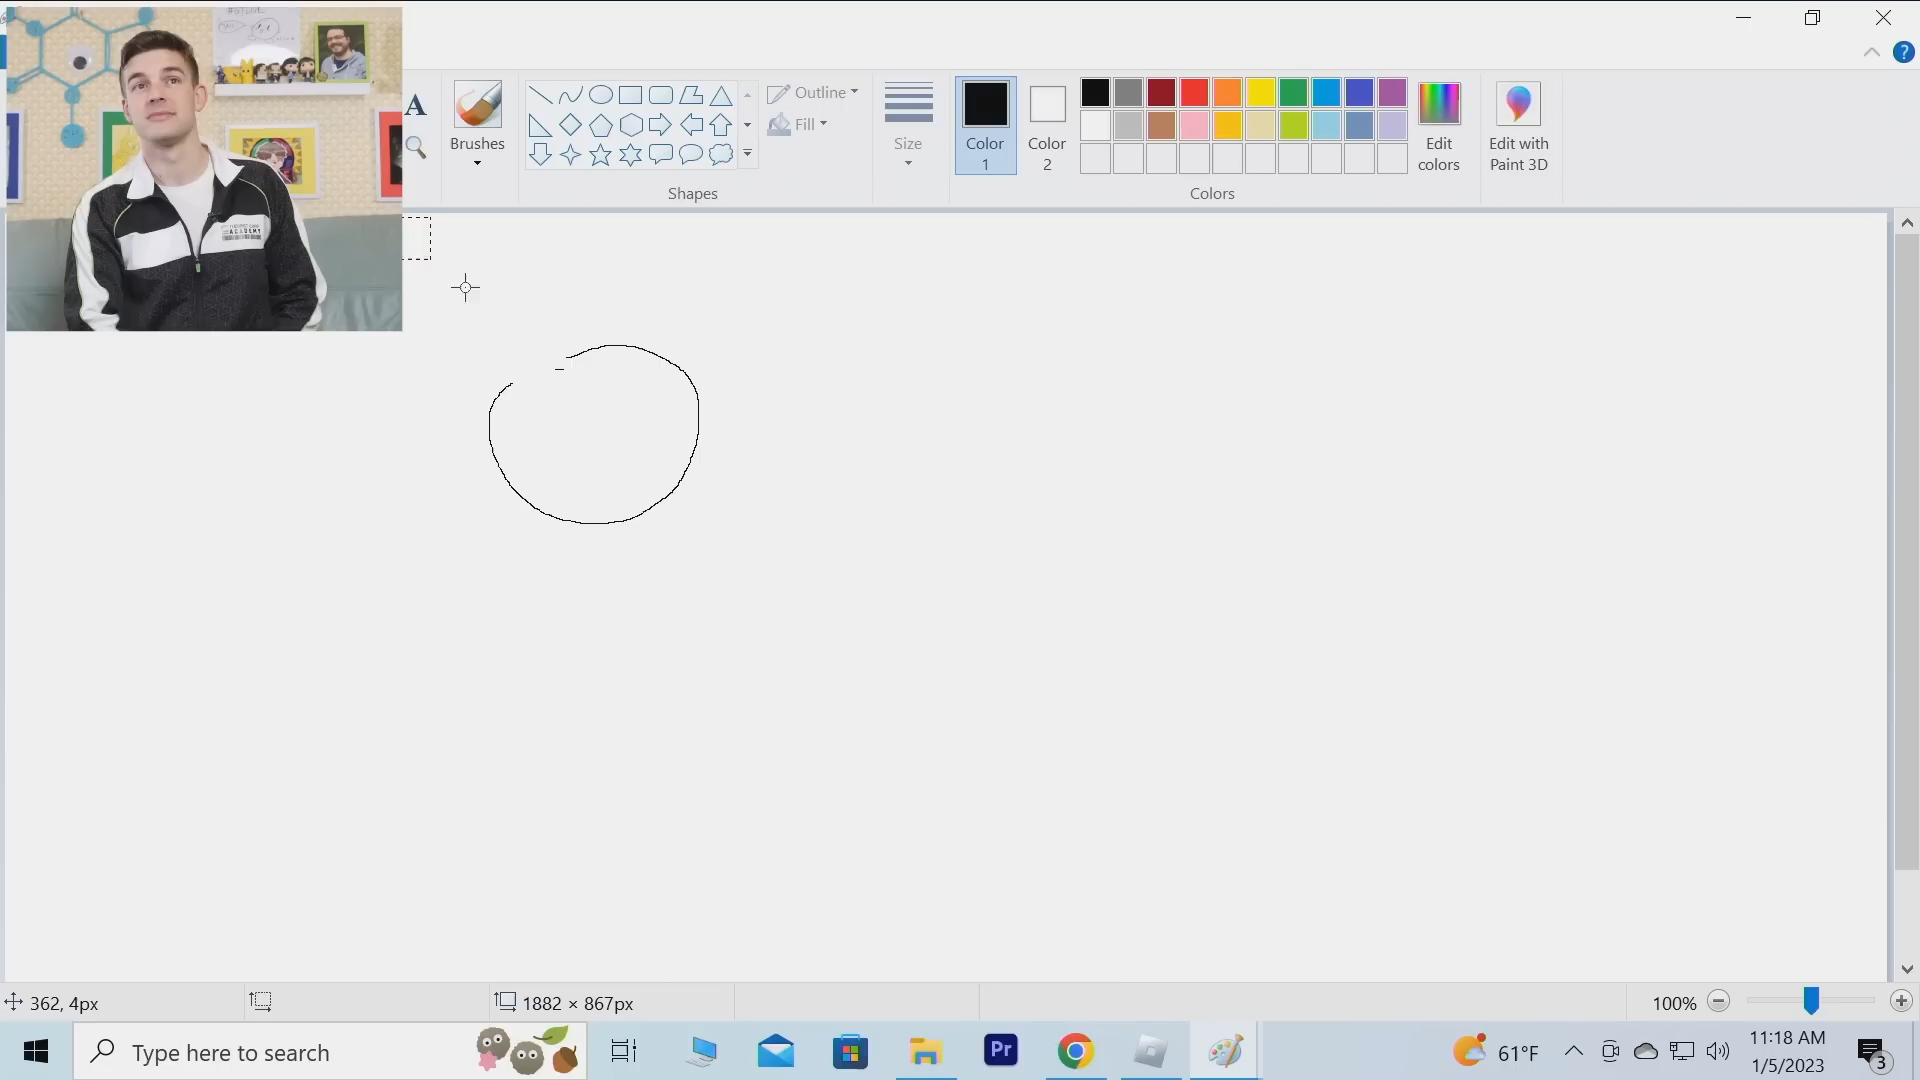 ACADEMY
A
Brushes
Outline
Fill
Shapes
Size
Color
1
Color
2
Colors
Edit
colors
Edit with
Paint 3D
?
362, 4px
1882 × 867px
100%
Type here to search
Pr
61°F
11:18 AM
1/5/2023
3